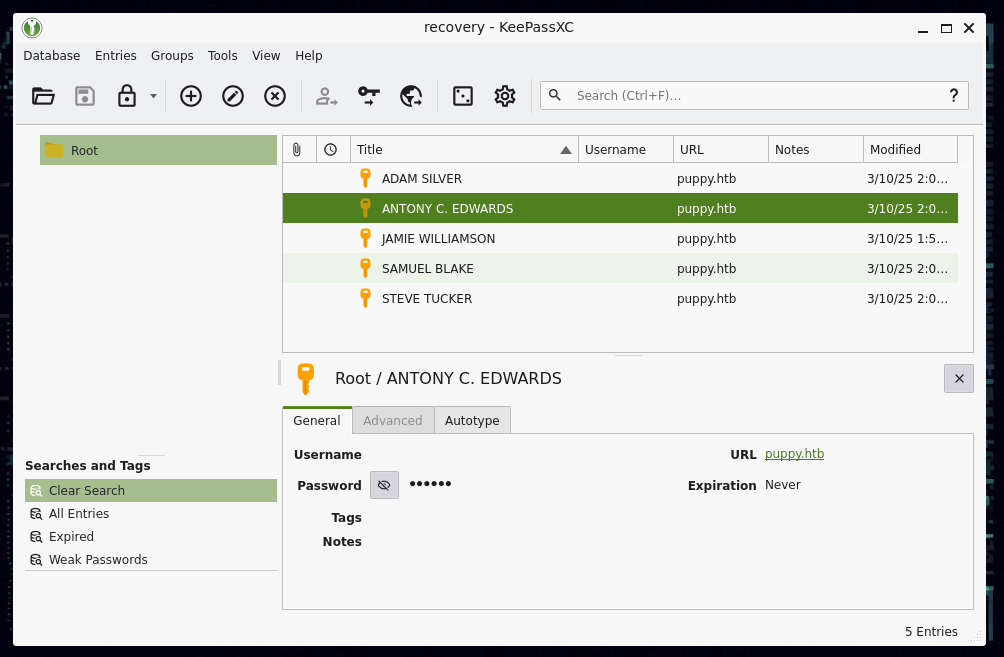 recovery - KeePassXC
Database Entries Groups Tools View Help
Search (Ctrl+F)... ?
Root
Title Username URL Notes Modified
ADAM SILVER puppy.htb 3/10/25 2:0...
ANTONY C. EDWARDS puppy.htb 3/10/25 2:0...
JAMIE WILLIAMSON puppy.htb 3/10/25 1:5...
SAMUEL BLAKE puppy.htb 3/10/25 2:0...
STEVE TUCKER puppy.htb 3/10/25 2:0...
Root / ANTONY C. EDWARDS
General Advanced Autotype
Username URL puppy.htb
Password •••••• Expiration Never
Tags
Notes
Searches and Tags
Clear Search
All Entries
Expired
Weak Passwords
5 Entries